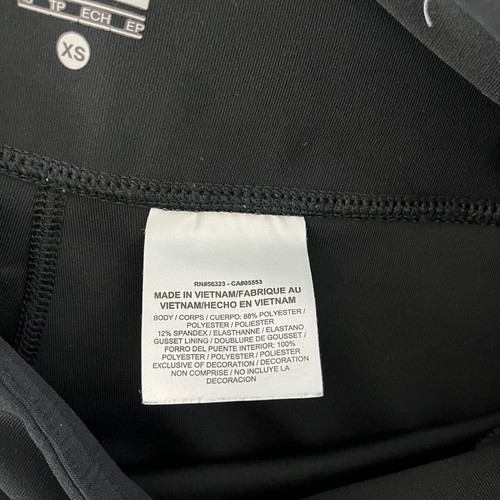 TP ECH EP
XS
RN#56323 - CA#05553
MADE IN VIETNAM/FABRIQUE AU
VIETNAM/HECHO EN VIETNAM
BODY / CORPS / CUERPO: 88% POLYESTER /
POLYESTER / POLIESTER
12% SPANDEX / ELASTHANNE / ELASTANO
GUSSET LINING / DOUBLURE DE GOUSSET /
FORRO DEL PUENTE INTERIOR: 100%
POLYESTER / POLYESTER / POLIESTER
EXCLUSIVE OF DECORATION / DECORATION
NON COMPRISE / NO INCLUYE LA
DECORACION